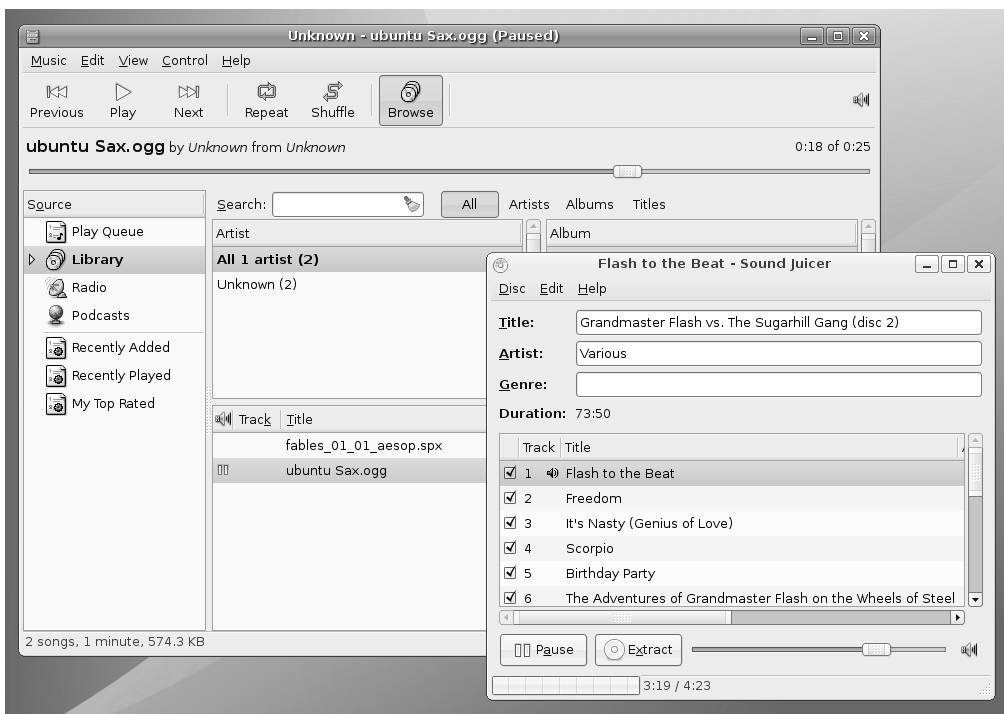 Unknown - ubuntu Sax.ogg (Paused)
Music Edit View Control Help
Previous Play Next Repeat Shuffle Browse
ubuntu Sax.ogg by Unknown from Unknown
0:18 of 0:25
Source
Play Queue
Library
Radio
Podcasts
Recently Added
Recently Played
My Top Rated
Search: All Artists Albums Titles
Artist Album
All 1 artist (2)
Unknown (2)
Track Title
fables_01_01_aesop.spx
ubuntu Sax.ogg
2 songs, 1 minute, 574.3 KB
Flash to the Beat - Sound Juicer
Disc Edit Help
Title: Grandmaster Flash vs. The Sugarhill Gang (disc 2)
Artist: Various
Genre:
Duration: 73:50
Track Title
1 Flash to the Beat
2 Freedom
3 It's Nasty (Genius of Love)
4 Scorpio
5 Birthday Party
6 The Adventures of Grandmaster Flash on the Wheels of Steel
Pause Extract
3:19 / 4:23